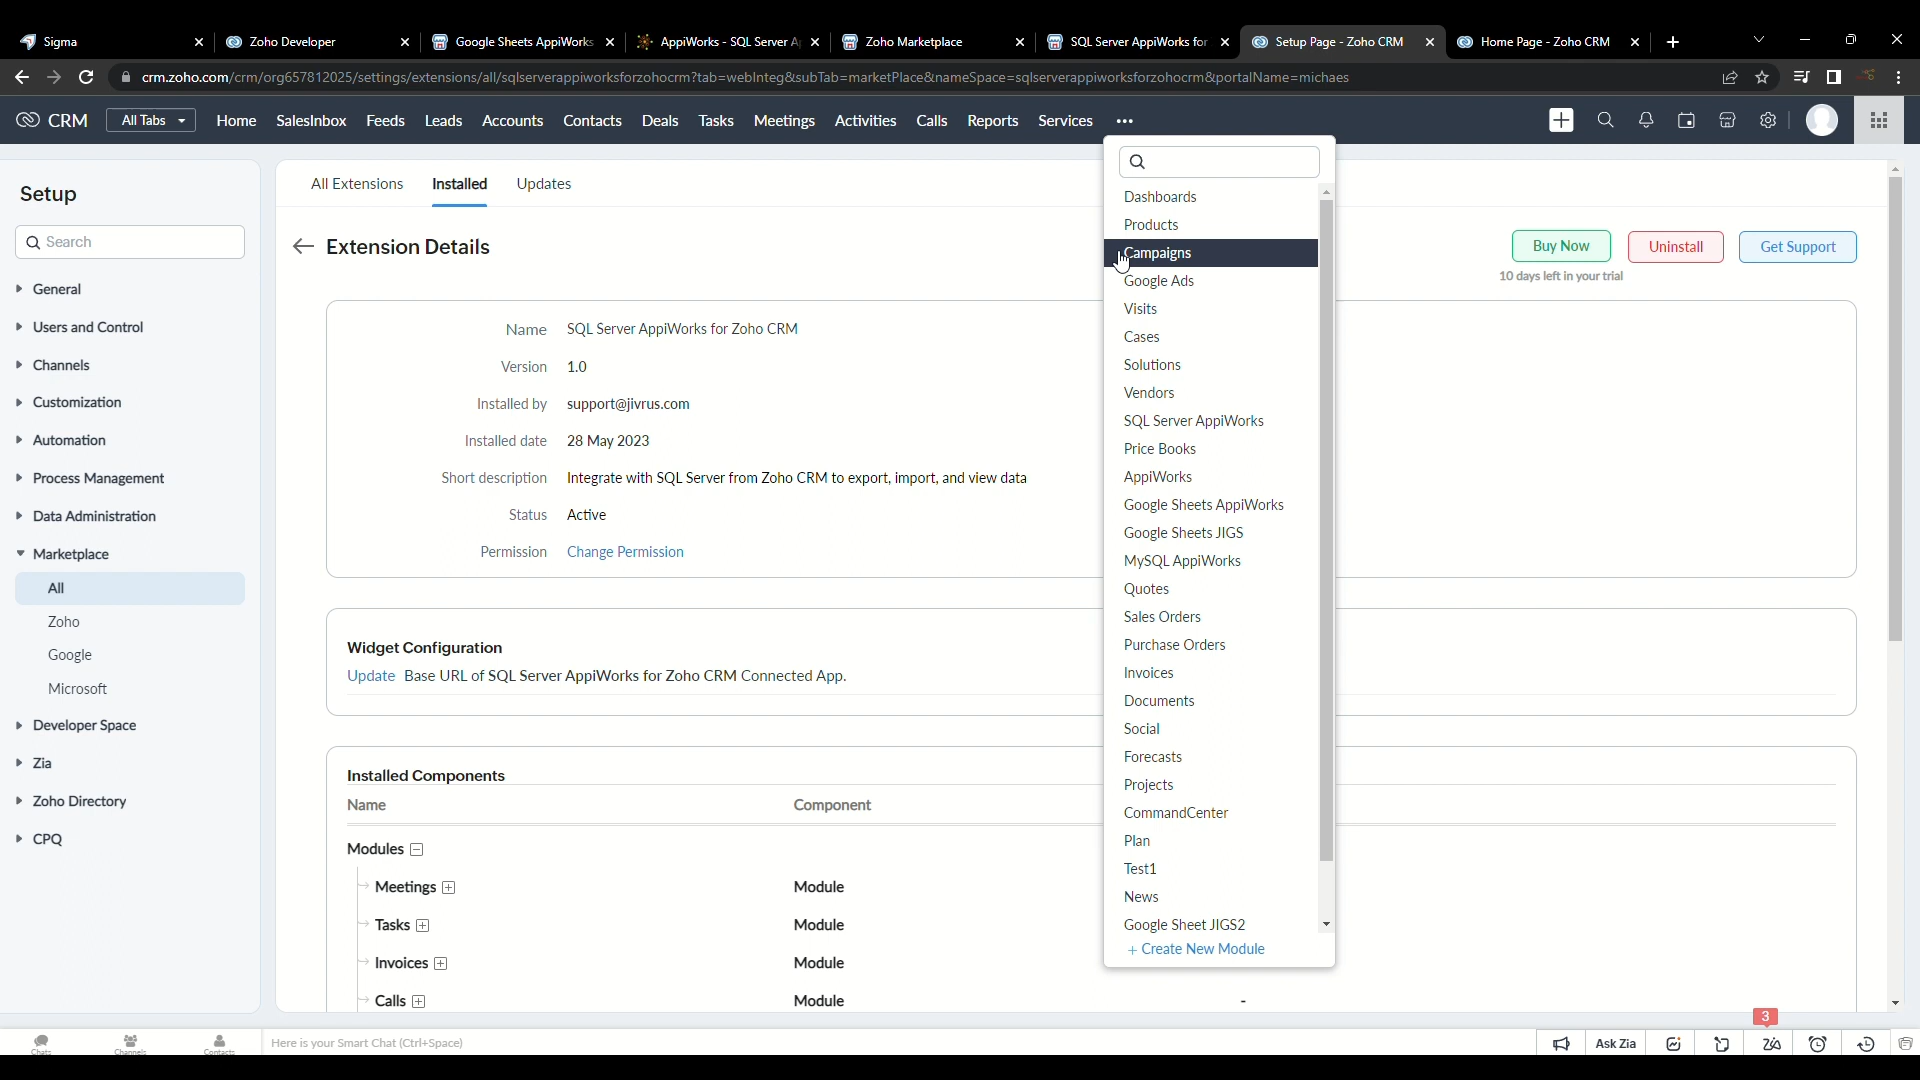 Sigma
Zoho Developer
Google Sheets AppiWorks
AppiWorks - SQL Server A
Zoho Marketplace
SQL Server AppiWorks for
Setup Page - Zoho CRM
Home Page - Zoho CRM
crm.zoho.com/crm/org657812025/settings/extensions/all/sqlserverappiworksforzohocrm?tab=webInteg&subTab=marketPlace&nameSpace=sqlserverappiworksforzohocrm&portalName=michaes
CRM All Tabs Home SalesInbox Feeds Leads Accounts Contacts Deals Tasks Meetings Activities Calls Reports Services •••
Setup
Search
General
Users and Control
Channels
Customization
Automation
Process Management
Data Administration
Marketplace
All
Zoho
Google
Microsoft
Developer Space
Zia
Zoho Directory
CPQ
All Extensions Installed Updates
Extension Details
Buy Now Uninstall Get Support
10 days left in your trial
Name SQL Server AppiWorks for Zoho CRM
Version 1.0
Installed by support@jivrus.com
Installed date 28 May 2023
Short description Integrate with SQL Server from Zoho CRM to export, import, and view data
Status Active
Permission Change Permission
Widget Configuration
Update Base URL of SQL Server AppiWorks for Zoho CRM Connected App.
Installed Components
Name Component
Modules
Meetings Module
Tasks Module
Invoices Module
Calls Module -
Dashboards
Products
Campaigns
Google Ads
Visits
Cases
Solutions
Vendors
SQL Server AppiWorks
Price Books
AppiWorks
Google Sheets AppiWorks
Google Sheets JIGS
MySQL AppiWorks
Quotes
Sales Orders
Purchase Orders
Invoices
Documents
Social
Forecasts
Projects
CommandCenter
Plan
Test1
News
Google Sheet JIGS2
+ Create New Module
Chats Channels Contacts
Here is your Smart Chat (Ctrl+Space)
Ask Zia
3